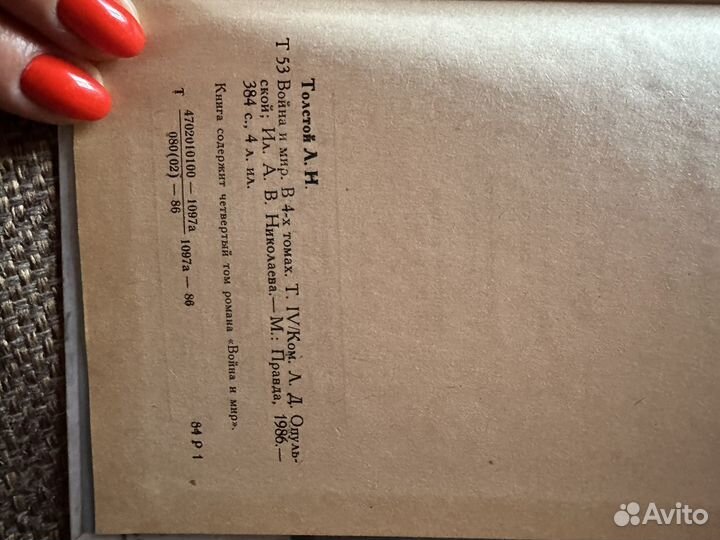 Толстой Л. Н.
Т 53 Война и мир. В 4-х томах. Т. IV/Ком. Л. Д. Опуль-
ской; Ил. А. В. Николаева.— М.: Правда, 1986.—
384 с., 4 л. ил.
Книга содержит четвертый том романа «Война и мир».
Т 4702010100—1097а 1097а—86
080(02)—86
84 Р 1
Avito